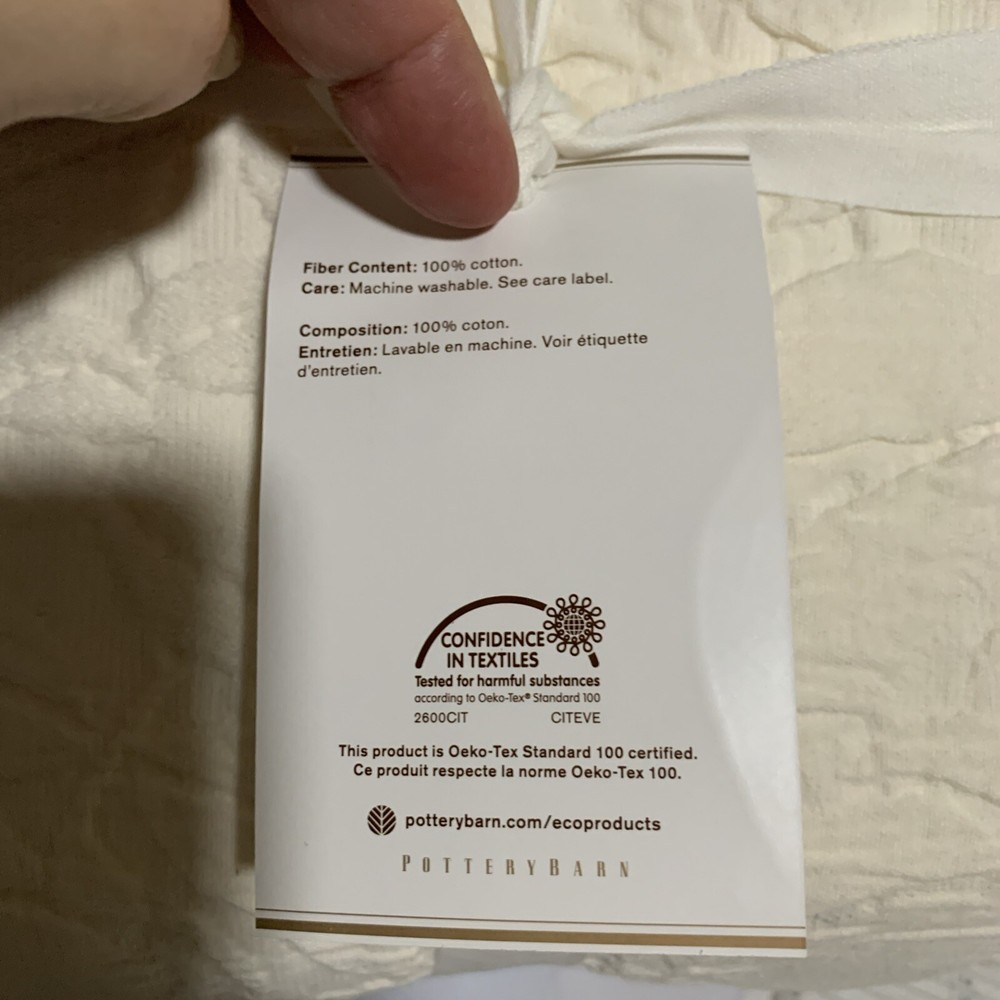 Fiber Content: 100% cotton.
Care: Machine washable. See care label.
Composition: 100% coton.
Entretien: Lavable en machine. Voir étiquette
d'entretien.
CONFIDENCE
IN TEXTILES
Tested for harmful substances
according to Oeko-Tex® Standard 100
2600CIT CITEVE
This product is Oeko-Tex Standard 100 certified.
Ce produit respecte la norme Oeko-Tex 100.
potterybarn.com/ecoproducts
POTTERYBARN